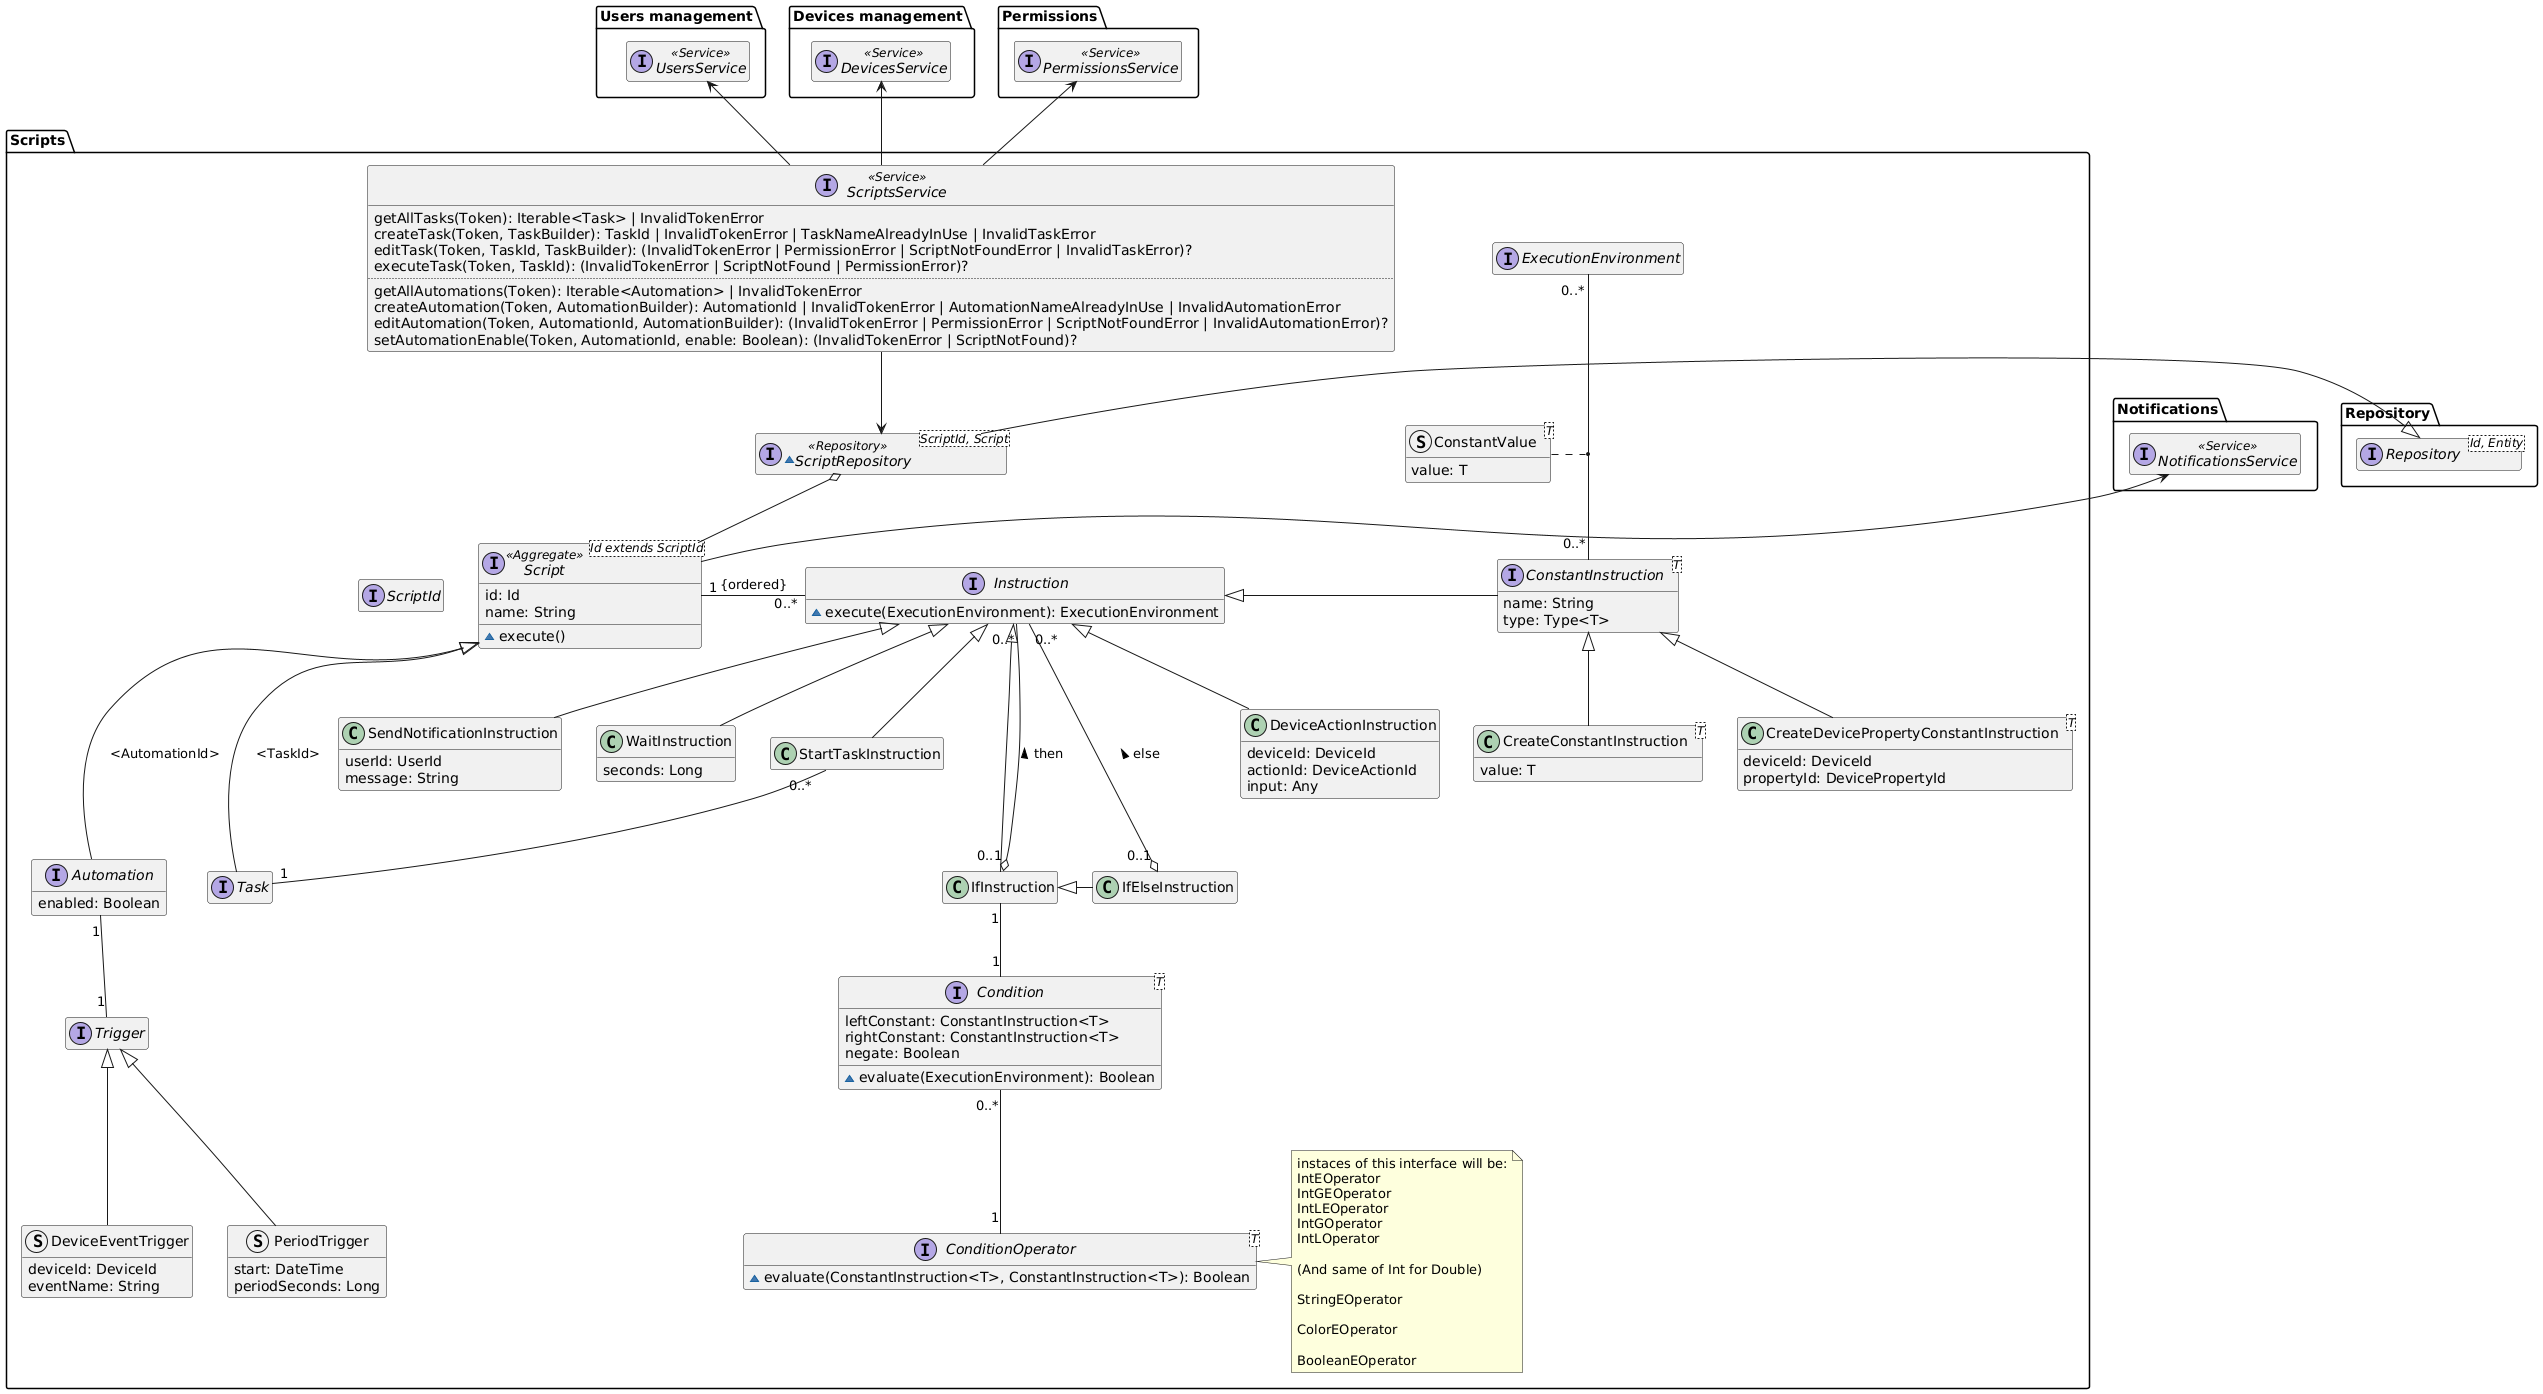 Users management
I
«Service»
UsersService
Devices management
I
«Service»
DevicesService
Permissions
I
«Service»
PermissionsService
Scripts
I
«Service»
ScriptsService
getAllTasks(Token): Iterable<Task> | InvalidTokenError
createTask(Token, TaskBuilder): TaskId | InvalidTokenError | TaskNameAlreadyInUse | InvalidTaskError
editTask(Token, TaskId, TaskBuilder): (InvalidTokenError | PermissionError | ScriptNotFoundError | InvalidTaskError)?
executeTask(Token, TaskId): (InvalidTokenError | ScriptNotFound | PermissionError)?
getAllAutomations(Token): Iterable<Automation> | InvalidTokenError
createAutomation(Token, AutomationBuilder): AutomationId | InvalidTokenError | AutomationNameAlreadyInUse | InvalidAutomationError
editAutomation(Token, AutomationId, AutomationBuilder): (InvalidTokenError | PermissionError | ScriptNotFoundError | InvalidAutomationError)?
setAutomationEnable(Token, AutomationId, enable: Boolean): (InvalidTokenError | ScriptNotFound)?
I ExecutionEnvironment
0..*
0..*
S ConstantValue
T
value: T
Notifications
I
«Service»
NotificationsService
Repository
I Repository
Id, Entity
I
«Repository»
ScriptRepository
ScriptId, Script
I ScriptId
I
«Aggregate»
Script
Id extends ScriptId
id: Id
name: String
execute()
1
{ordered}
0..*
I Instruction
execute(ExecutionEnvironment): ExecutionEnvironment
0..*
0..*
I ConstantInstruction
T
name: String
type: Type<T>
<AutomationId>
<TaskId>
C SendNotificationInstruction
userId: UserId
message: String
C WaitInstruction
seconds: Long
C StartTaskInstruction
0..*
then
else
C DeviceActionInstruction
deviceId: DeviceId
actionId: DeviceActionId
input: Any
C CreateConstantInstruction
T
value: T
C CreateDevicePropertyConstantInstruction
T
deviceId: DeviceId
propertyId: DevicePropertyId
I Automation
enabled: Boolean
1
1
I Task
1
0..1
0..1
C IfInstruction
C IfElseInstruction
1
1
I Trigger
I Condition
T
leftConstant: ConstantInstruction<T>
rightConstant: ConstantInstruction<T>
negate: Boolean
evaluate(ExecutionEnvironment): Boolean
0..*
1
S DeviceEventTrigger
deviceId: DeviceId
eventName: String
S PeriodTrigger
start: DateTime
periodSeconds: Long
I ConditionOperator
T
evaluate(ConstantInstruction<T>, ConstantInstruction<T>): Boolean
instaces of this interface will be:
IntEOperator
IntGEOperator
IntLEOperator
IntGOperator
IntLOperator
(And same of Int for Double)
StringEOperator
ColorEOperator
BooleanEOperator